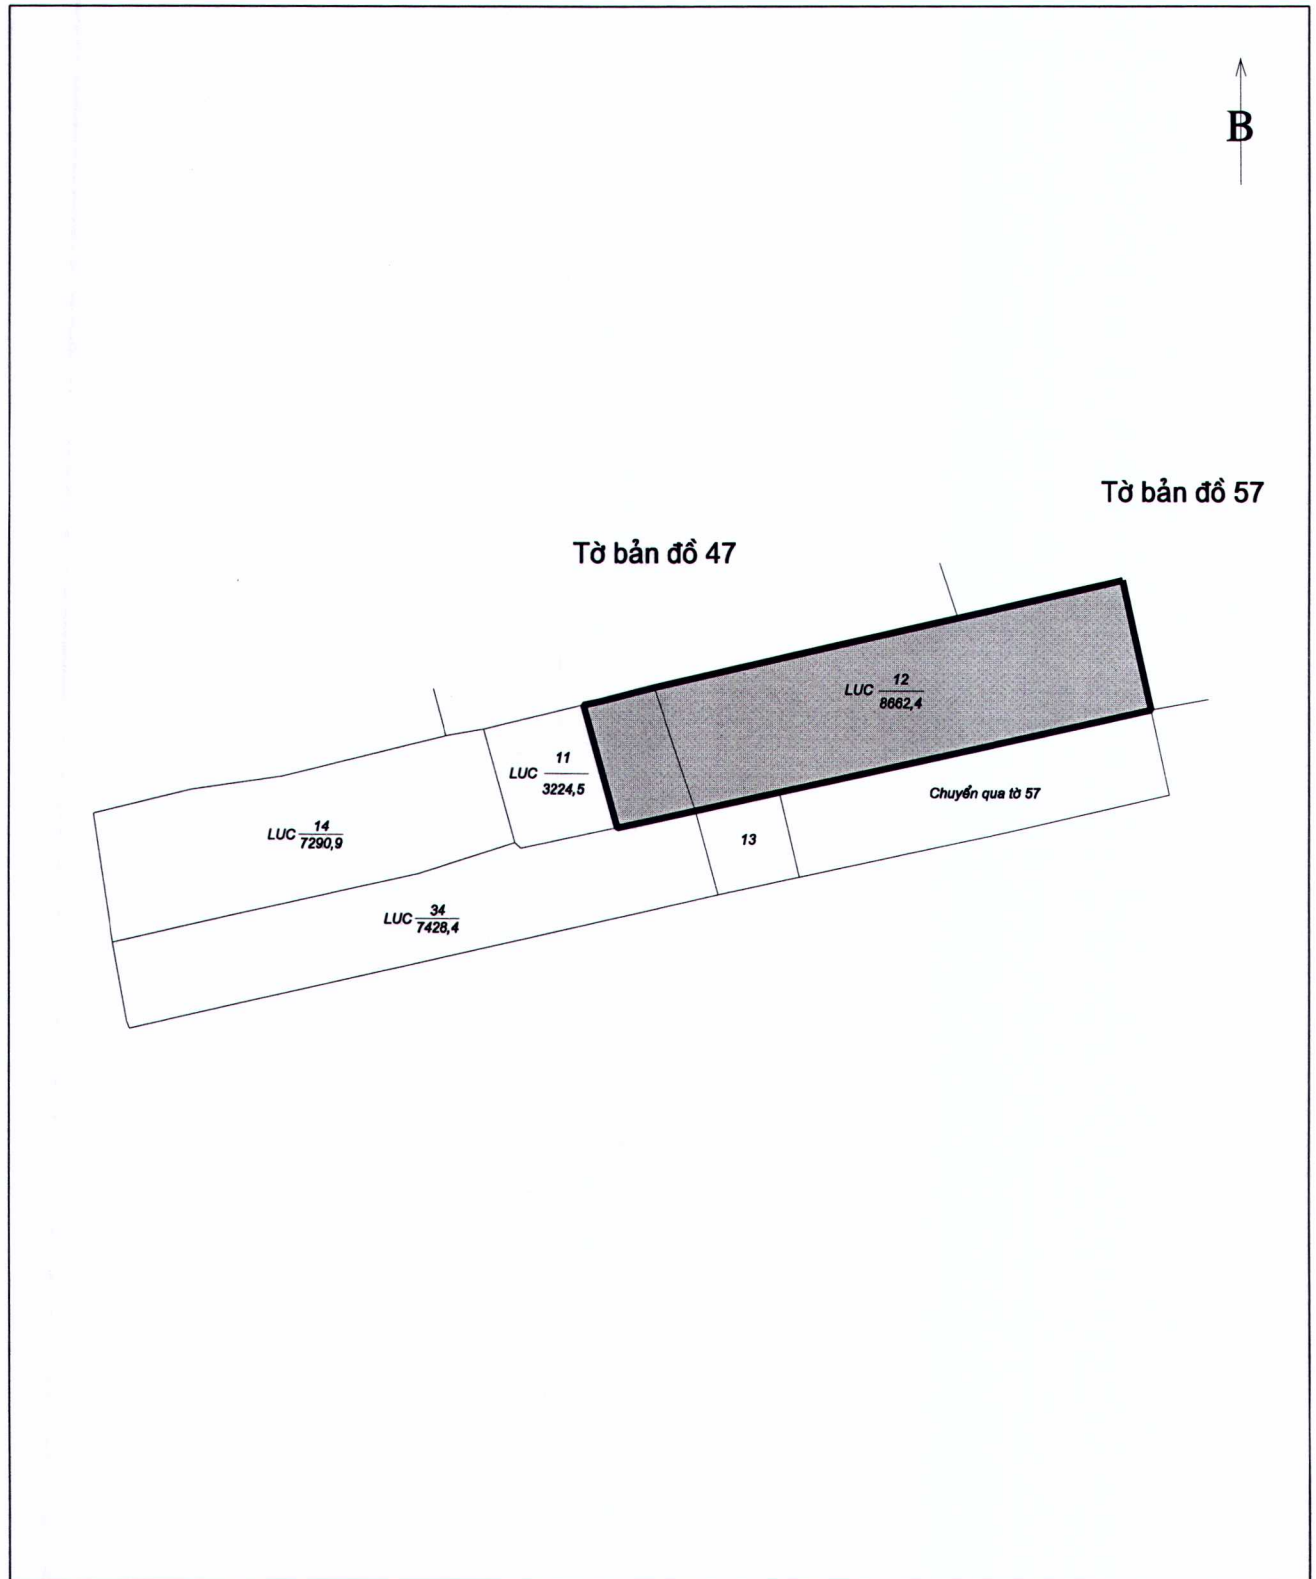 B
Tờ bản đồ 57
Tờ bản đồ 47
LUC 12
8662,4
LUC 11
3224,5
Chuyển qua tờ 57
LUC 14
7290,9
13
LUC 34
7428,4